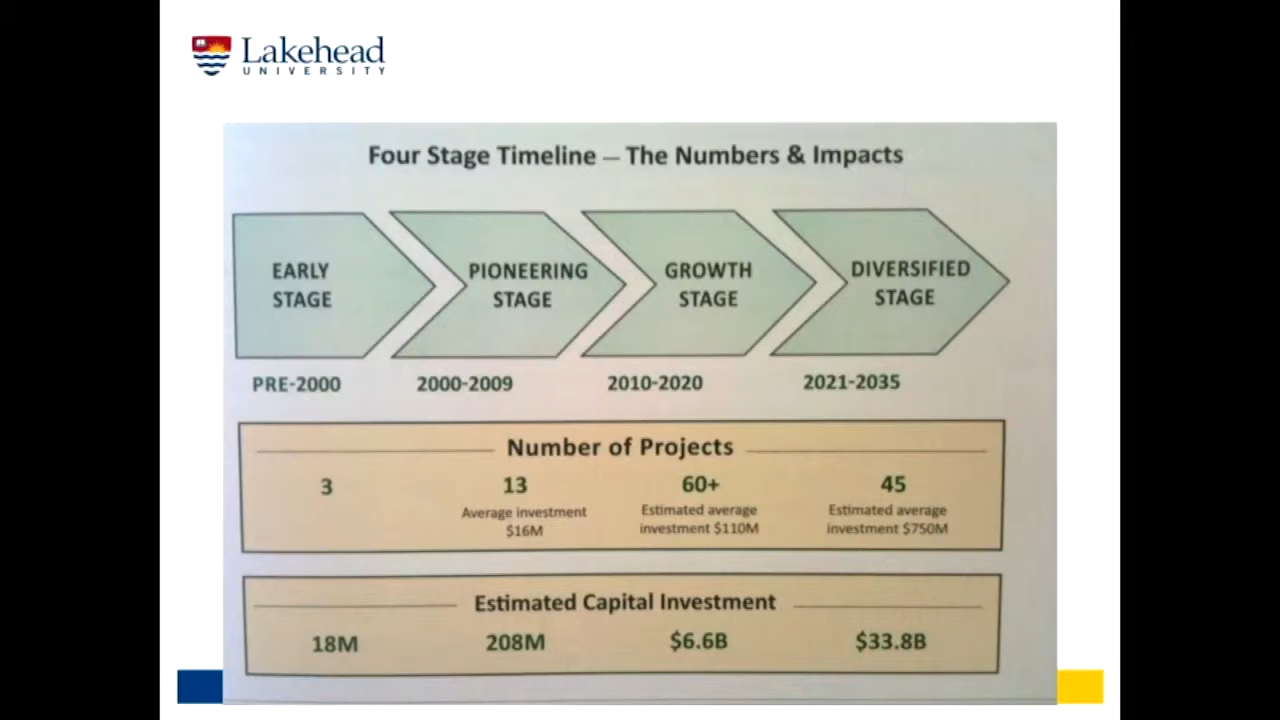 Lakehead
UNIVERSITY
Four Stage Timeline — The Numbers & Impacts
EARLY
STAGE
PIONEERING
STAGE
GROWTH
STAGE
DIVERSIFIED
STAGE
PRE-2000
2000-2009
2010-2020
2021-2035
Number of Projects
3
13
Average investment
$16M
60+
Estimated average
investment $110M
45
Estimated average
investment $750M
Estimated Capital Investment
18M
208M
$6.6B
$33.8B